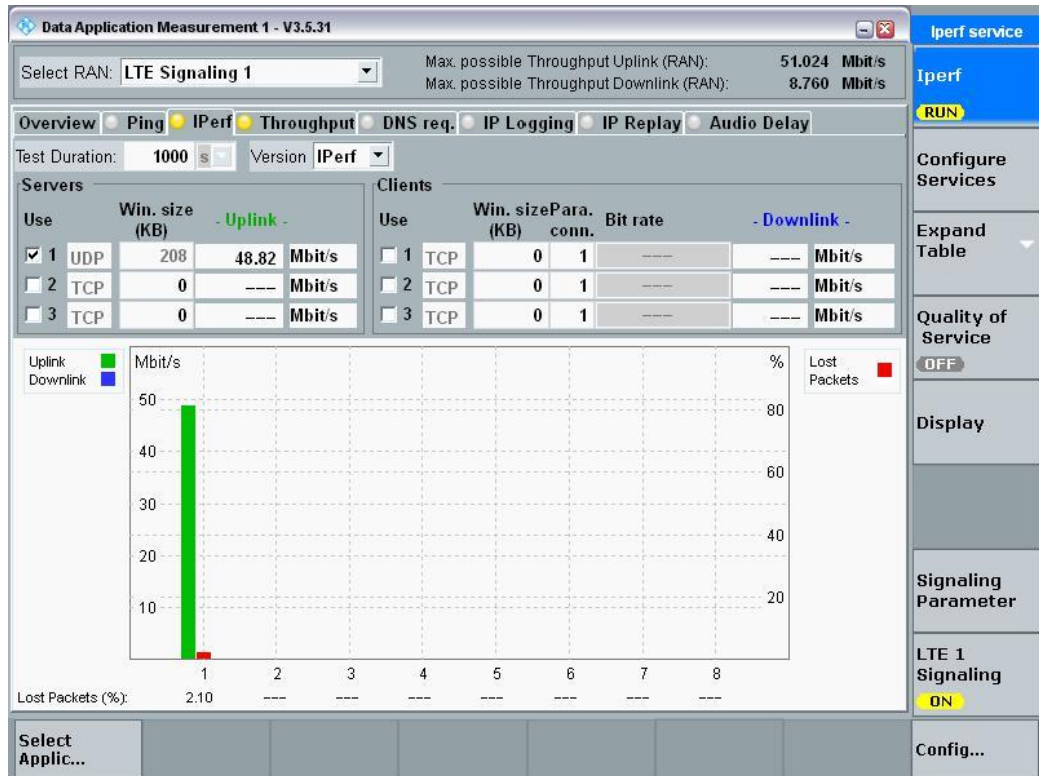 Data Application Measurement 1 - V3.5.31
Iperf service
Select RAN: LTE Signaling 1
Max. possible Throughput Uplink (RAN): 51.024 Mbit/s
Max. possible Throughput Downlink (RAN): 8.760 Mbit/s
Iperf
RUN
Overview Ping IPerf Throughput DNS req. IP Logging IP Replay Audio Delay
Test Duration: 1000 s Version IPerf
Configure
Services
Servers
Use Win. size (KB) - Uplink -
1 UDP 208 48.82 Mbit/s
2 TCP 0 --- Mbit/s
3 TCP 0 --- Mbit/s
Clients
Use Win. size (KB) Para. conn. Bit rate - Downlink -
1 TCP 0 1 --- --- Mbit/s
2 TCP 0 1 --- --- Mbit/s
3 TCP 0 1 --- --- Mbit/s
Expand
Table
Quality of
Service
OFF
Display
Uplink
Downlink
Mbit/s
%
Lost
Packets
50
40
30
20
10
80
60
40
20
1 2 3 4 5 6 7 8
Lost Packets (%): 2.10 --- --- --- --- --- --- ---
Signaling
Parameter
LTE 1
Signaling
ON
Select
Applic...
Config...